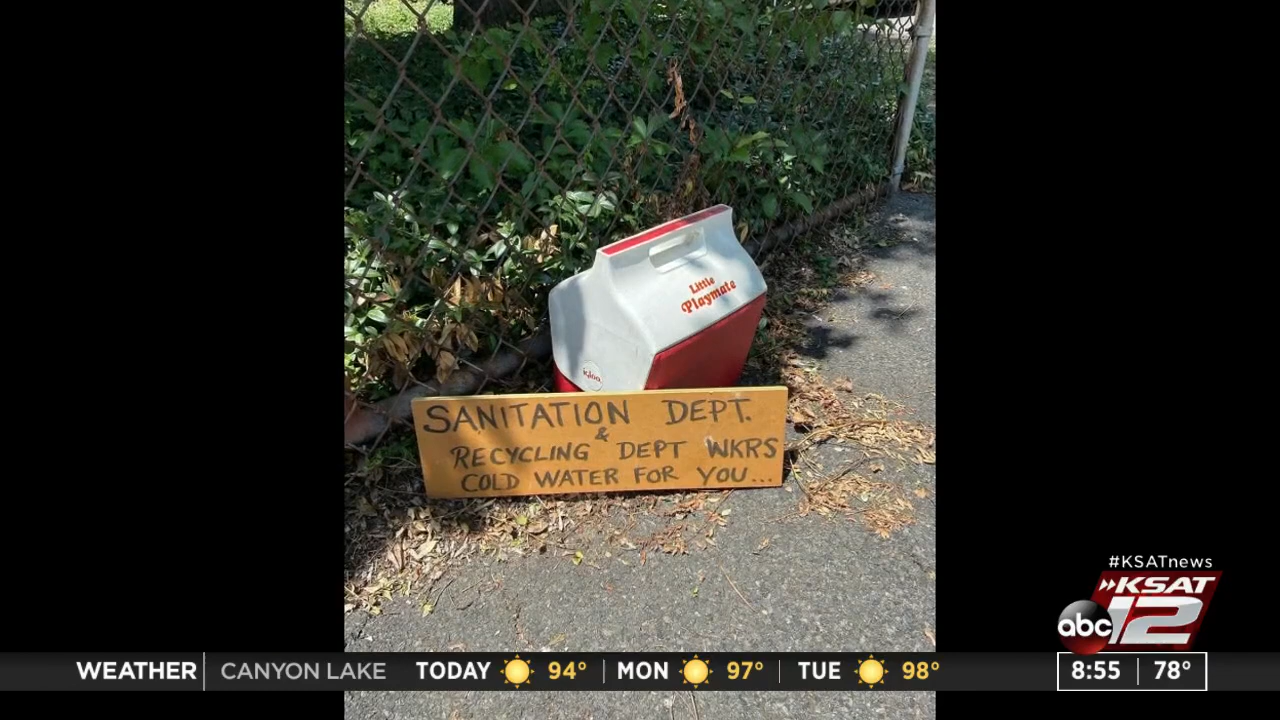 Little
Playmate
igloo
SANITATION DEPT.
&
RECYCLING DEPT WKRS
COLD WATER FOR YOU...
#KSATnews
KSAT
abc 12
WEATHER CANYON LAKE TODAY 94° MON 97° TUE 98° 8:55 78°